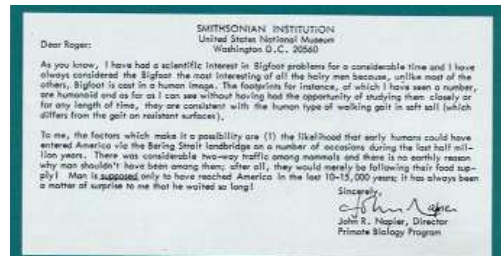 SMITHSONIAN INSTITUTION
United States National Museum
Washington D.C. 20560
Dear Roger:
As you know, I have had a scientific interest in Bigfoot problems for a considerable time and I have
always considered the Bigfoot the most interesting of all the hairy men because, unlike most of the
others, Bigfoot is cast in a human image. The footprints for instance, of which I have seen a number,
are humanoid and as far as I can see without having had the opportunity of studying them closely or
for any length of time, they are consistent with the human type of walking gait in soft soil (which
differs from the gait on resistant surfaces).
To me, the factors which make it a possibility are (1) the likelihood that early humans could have
entered America via the Bering Strait landbridge on a number of occasions during the last half mil-
lion years. There was considerable two-way traffic among mammals and there is no earthly reason
why man shouldn't have been among them; after all, they would merely be following their food sup-
ply! Man is supposed only to have reached America in the last 10-15,000 years; it has always been
a matter of surprise to me that he waited so long!
Sincerely,
John Napier
John R. Napier, Director
Primate Biology Program